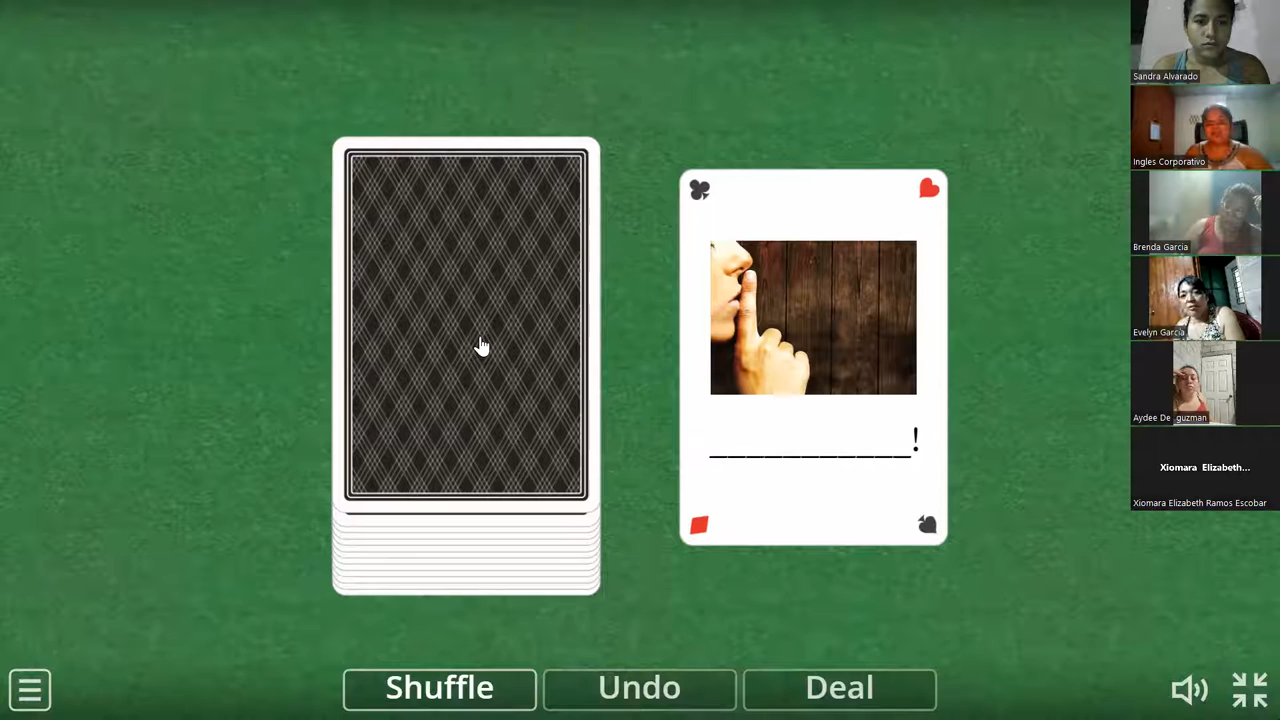 Sandra Alvarado
Ingles Corporativo
Brenda Garcia
Evelyn Garcia
Aydee De guzman
Xiomara Elizabeth...
Xiomara Elizabeth Ramos Escobar
____________!
Shuffle
Undo
Deal